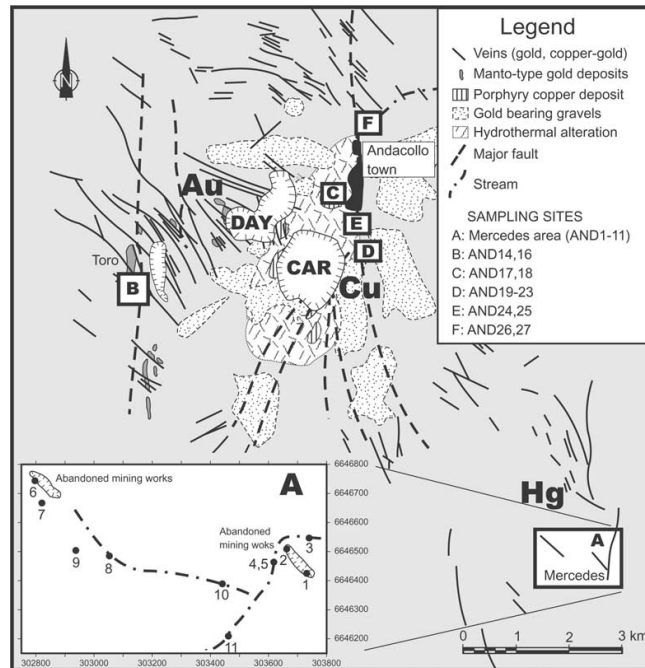 Legend
Veins (gold, copper-gold)
Manto-type gold deposits
Porphyry copper deposit
Gold bearing gravels
Hydrothermal alteration
Major fault
Stream
SAMPLING SITES
A: Mercedes area (AND1-11)
B: AND14,16
C: AND17,18
D: AND19-23
E: AND24,25
F: AND26,27
N
F
Andacollo
town
Au
C
DAY
E
D
Toro
CAR
B
Cu
Hg
A
Mercedes
0 1 2 3 km
Abandoned mining works
A
6
7
Abandoned
mining woks
3
4,5
2
1
9
8
10
11
6646800
6646700
6646600
6646500
6646400
6646300
6646200
302800 303000 303200 303400 303600 303800